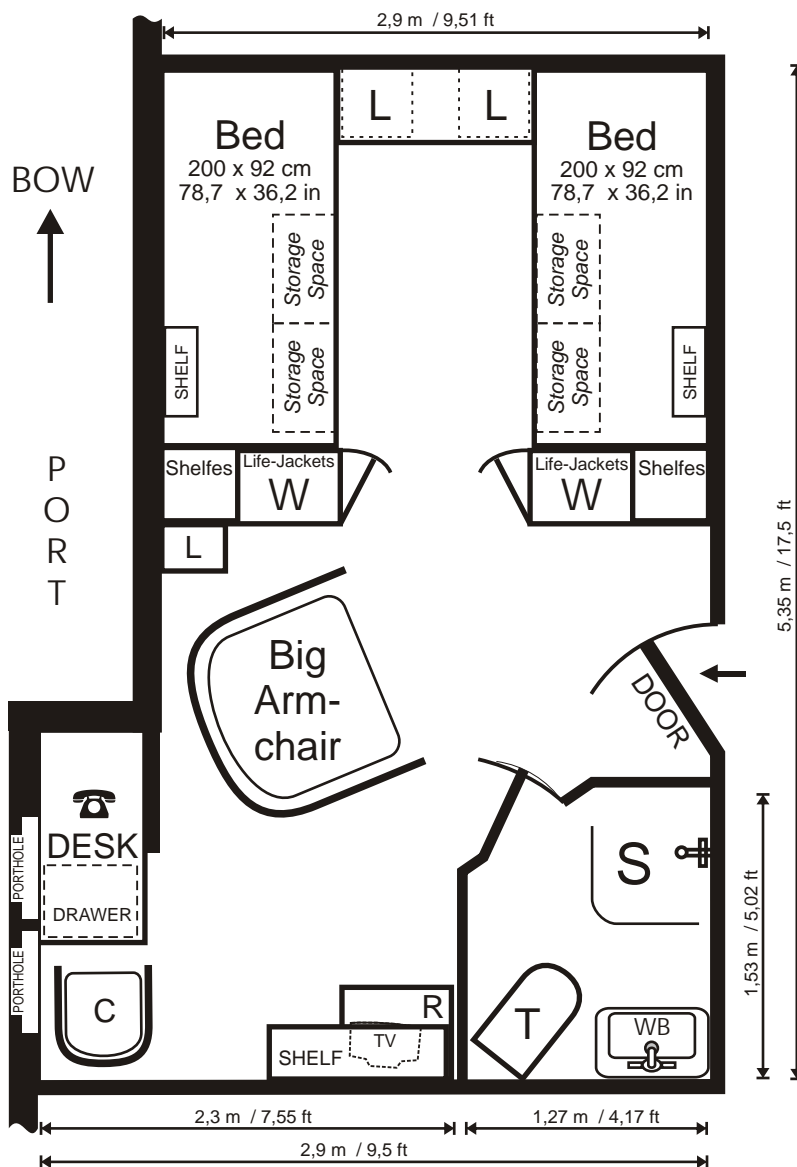 2,9 m / 9,51 ft
L
L
Bed
200 x 92 cm
78,7 x 36,2 in
Bed
200 x 92 cm
78,7 x 36,2 in
BOW
Storage
Space
Storage
Space
Storage
Space
Storage
Space
SHELF
SHELF
Shelfes
Life-Jackets
W
Life-Jackets
W
Shelfes
PORT
L
5,35 m / 17,5 ft
Big
Arm-
chair
DOOR
DESK
DRAWER
PORTHOLE
PORTHOLE
S
1,53 m / 5,02 ft
C
R
TV
SHELF
T
WB
2,3 m / 7,55 ft
1,27 m / 4,17 ft
2,9 m / 9,5 ft